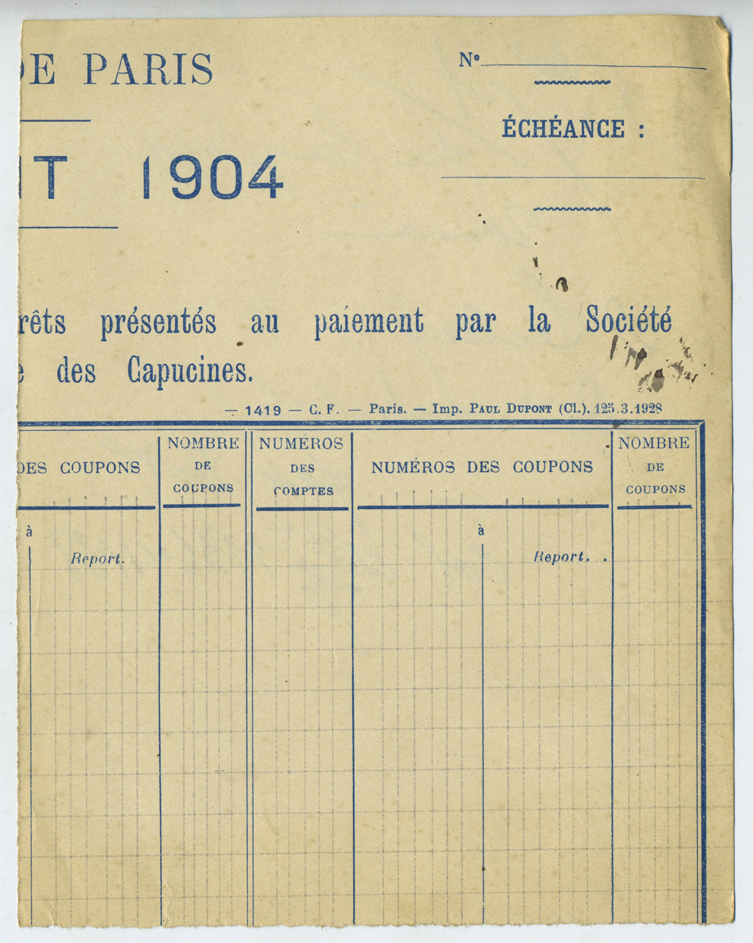 DE PARIS
N°
ÉCHÉANCE :
NT 1904
rêts présentés au paiement par la Société
e des Capucines.
— 1419 — C. F. — Paris. — Imp. PAUL DUPONT (Cl.). 125.3.1928
DES COUPONS
NOMBRE DE COUPONS
NUMÉROS DES COMPTES
NUMÉROS DES COUPONS
NOMBRE DE COUPONS
à
à
Report.
Report.